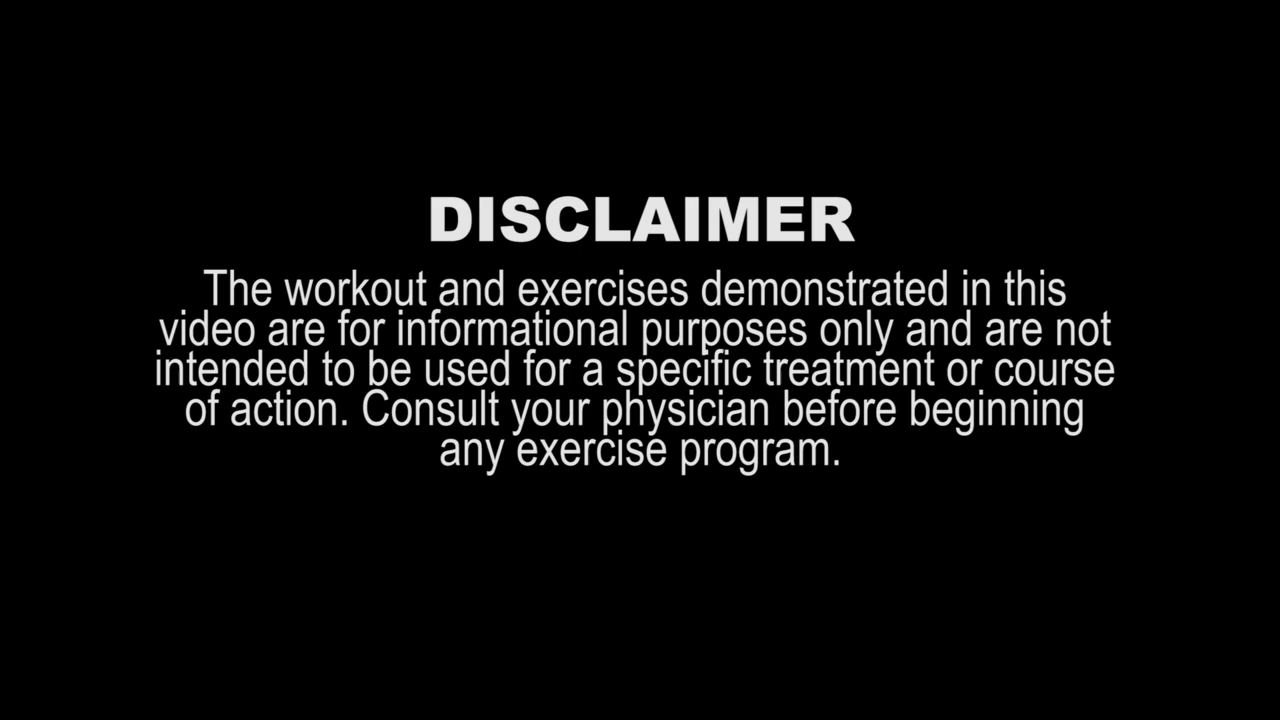 DISCLAIMER
The workout and exercises demonstrated in this
video are for informational purposes only and are not
intended to be used for a specific treatment or course
of action. Consult your physician before beginning
any exercise program.